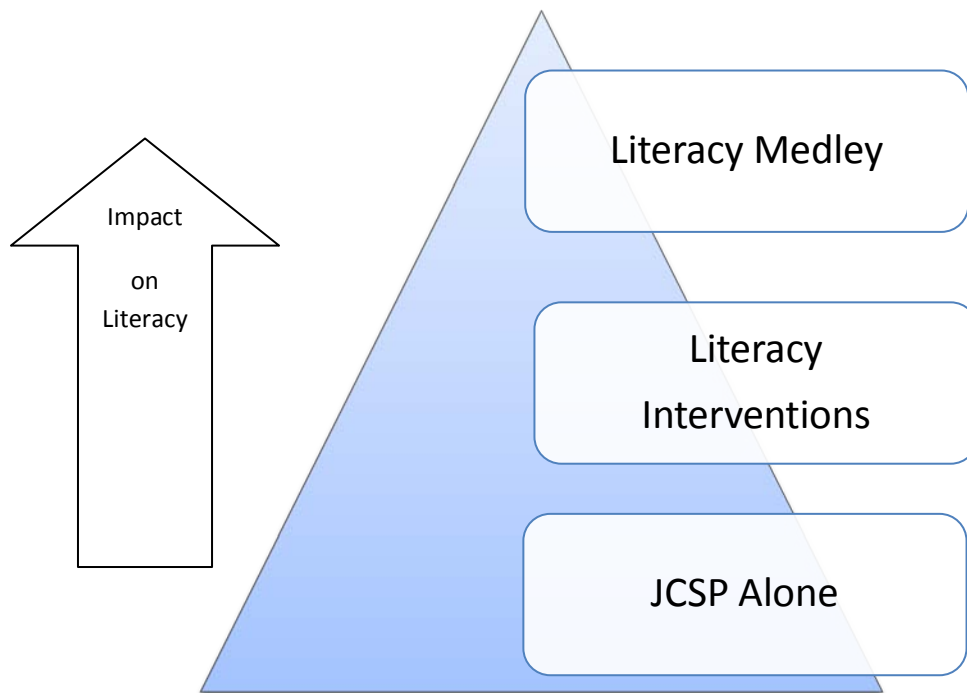 Literacy Medley
Impact
on
Literacy
Literacy
Interventions
JCSP Alone